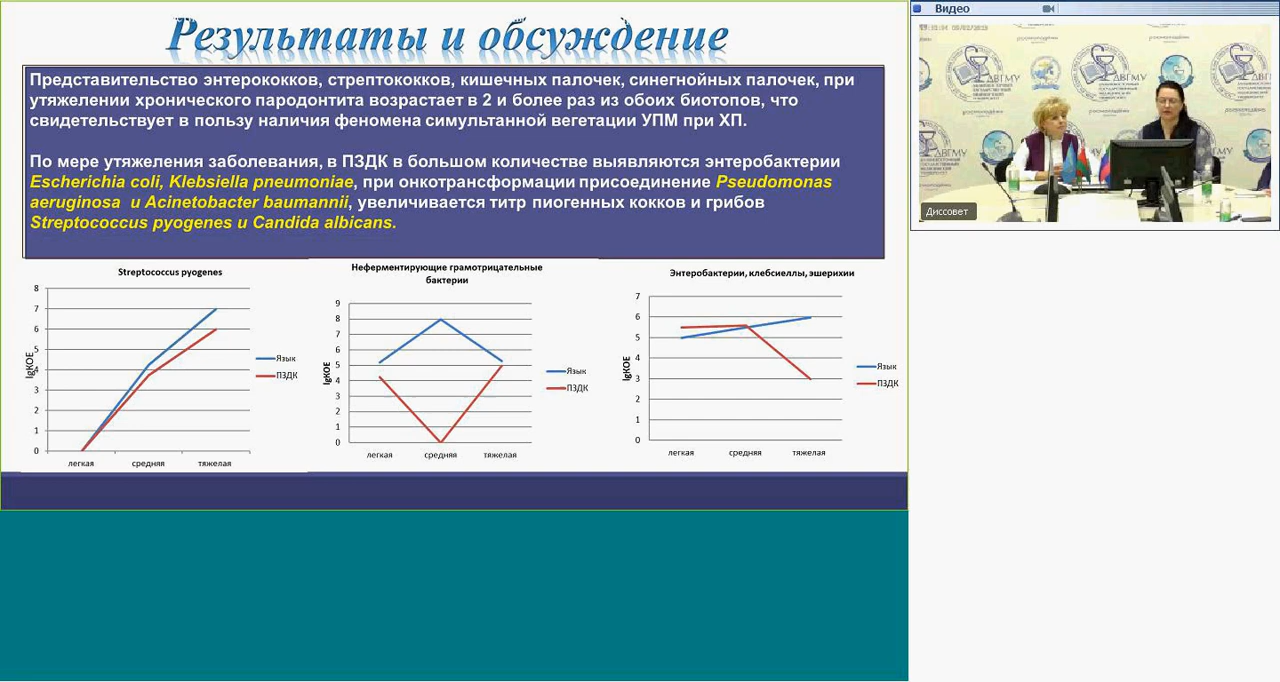 Результаты и обсуждение
Представительство энтерококков, стрептококков, кишечных палочек, синегнойных палочек, при
утяжелении хронического пародонтита возрастает в 2 и более раз из обоих биотопов, что
свидетельствует в пользу наличия феномена симультанной вегетации УПМ при ХП.
По мере утяжеления заболевания, в ПЗДК в большом количестве выявляются энтеробактерии
Escherichia coli, Klebsiella pneumoniae, при онкотрансформации присоединение Pseudomonas
aeruginosa и Acinetobacter baumannii, увеличивается титр пиогенных кокков и грибов
Streptococcus pyogenes и Candida albicans.
Streptococcus pyogenes
8
7
6
5
4
3
2
1
0
lgКОЕ
легкая средняя тяжелая
Язык
ПЗДК
Неферментирующие грамотрицательные
бактерии
9
8
7
6
5
4
3
2
1
0
lgКОЕ
легкая средняя тяжелая
Язык
ПЗДК
Энтеробактерии, клебсиеллы, эшерихии
7
6
5
4
3
2
1
0
lgКОЕ
легкая средняя тяжелая
Язык
ПЗДК
Видео
ДВГМУ
ДВГМУ
ДВГМУ
Диссовет